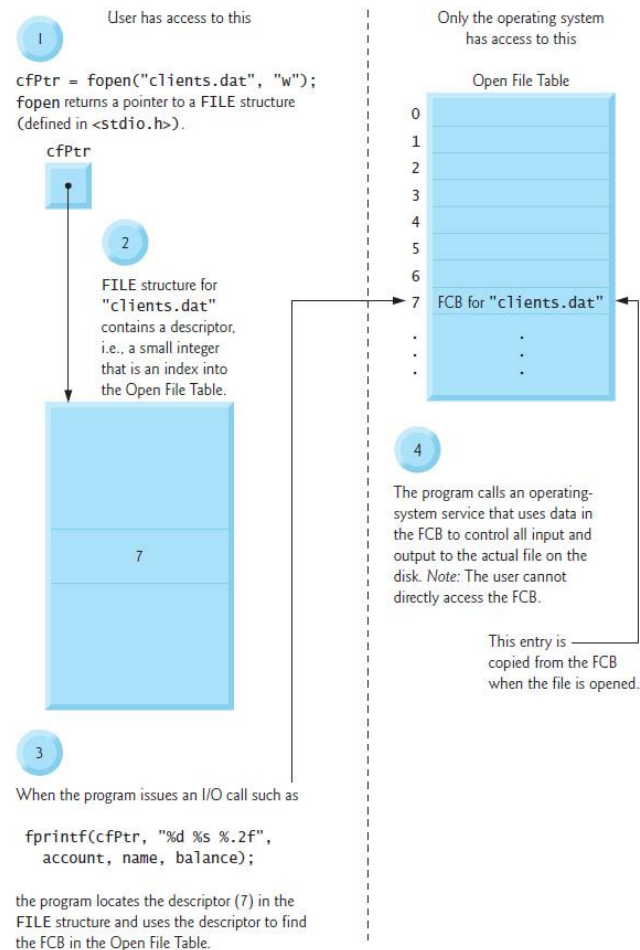 User has access to this
1
cfPtr = fopen("clients.dat", "w");
fopen returns a pointer to a FILE structure
(defined in <stdio.h>).
cfPtr
2
FILE structure for
"clients.dat"
contains a descriptor,
i.e., a small integer
that is an index into
the Open File Table.
7
3
When the program issues an I/O call such as
fprintf(cfPtr, "%d %s %.2f",
account, name, balance);
the program locates the descriptor (7) in the
FILE structure and uses the descriptor to find
the FCB in the Open File Table.
Only the operating system
has access to this
Open File Table
0
1
2
3
4
5
6
7 FCB for "clients.dat"
. .
. .
. .
4
The program calls an operating-
system service that uses data in
the FCB to control all input and
output to the actual file on the
disk. Note: The user cannot
directly access the FCB.
This entry is
copied from the FCB
when the file is opened.